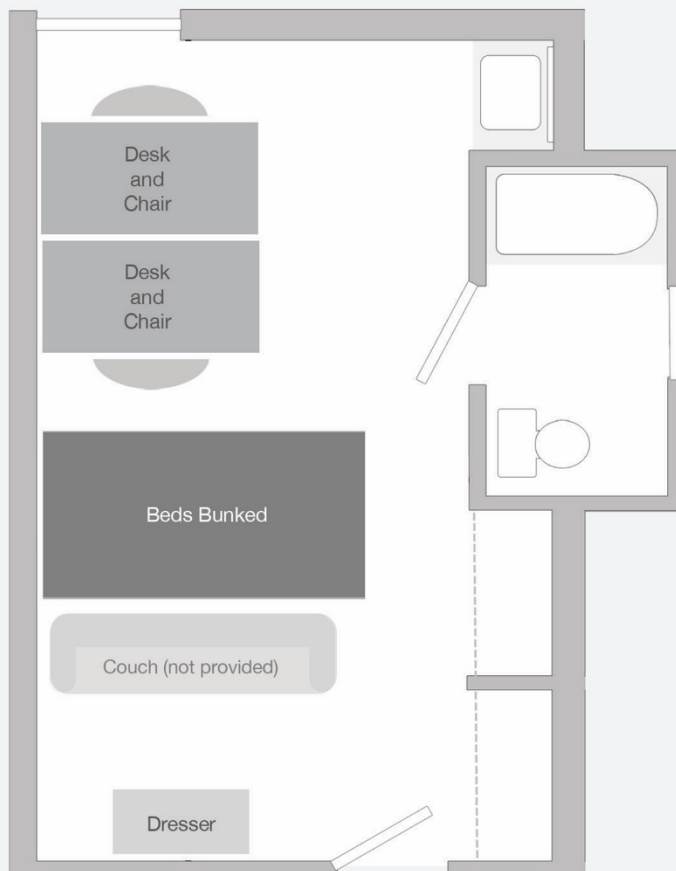 Desk
and
Chair
Desk
and
Chair
Beds Bunked
Couch (not provided)
Dresser